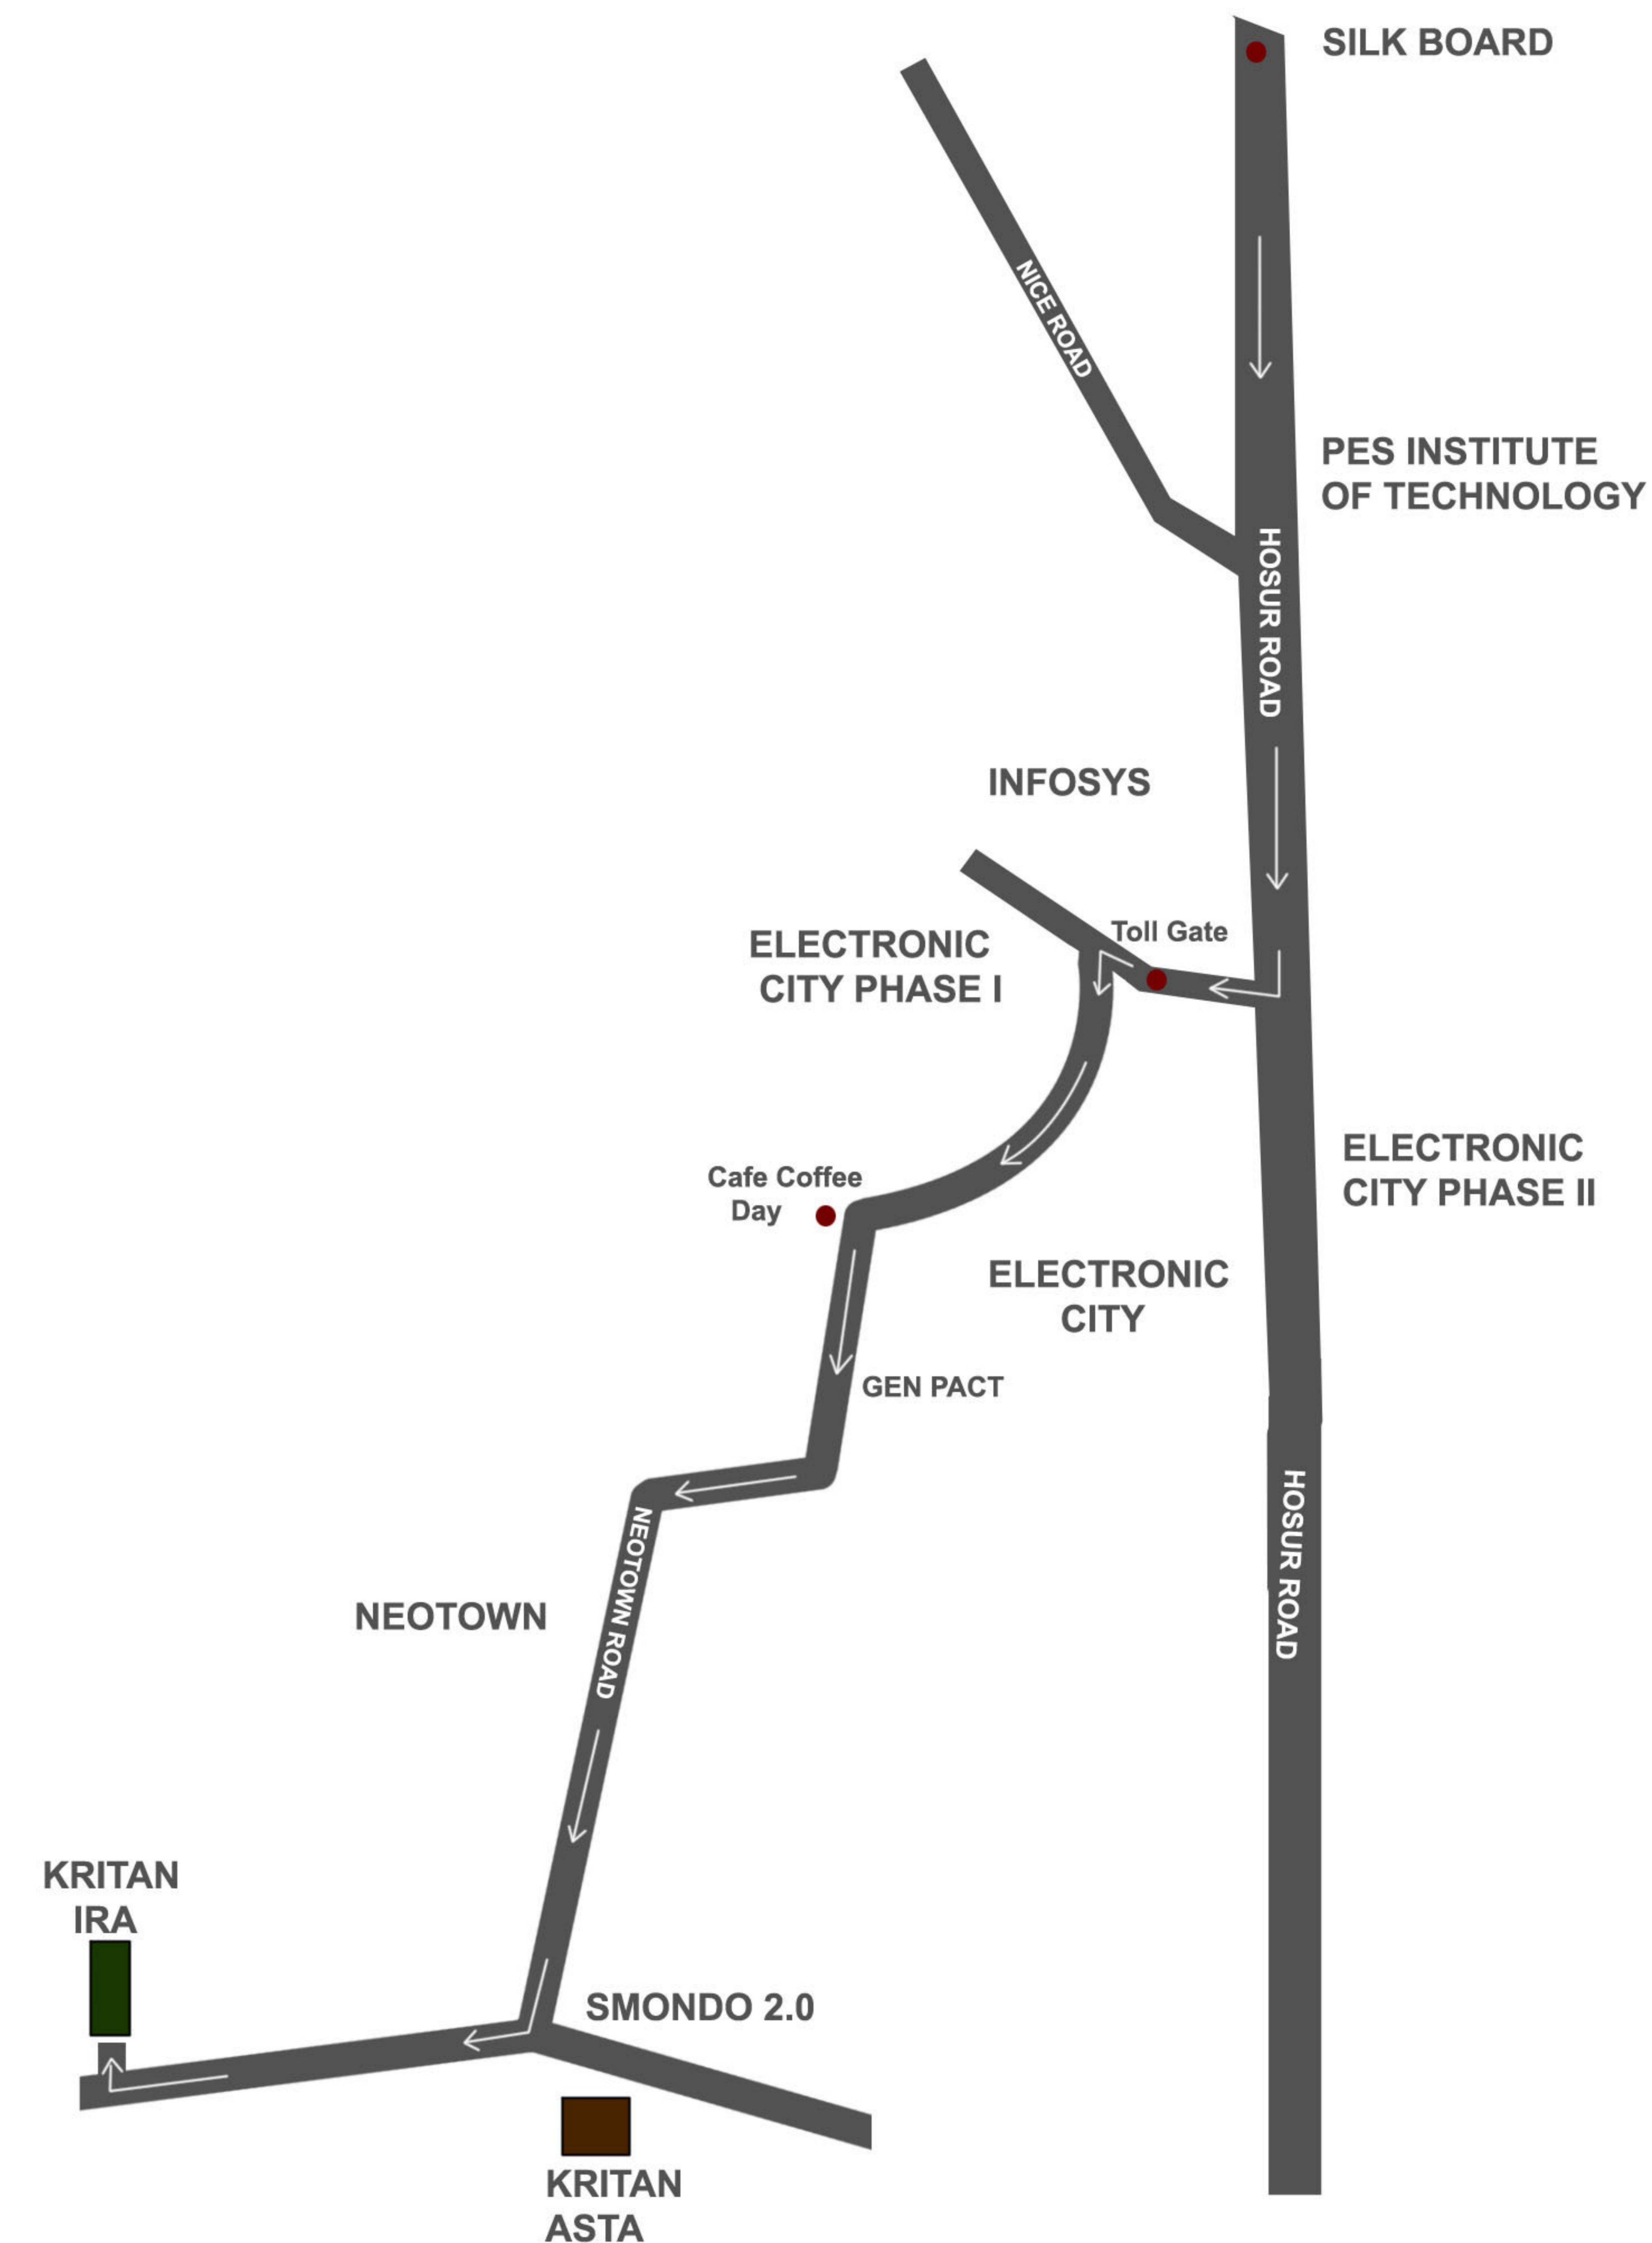 SILK BOARD
NICE ROAD
PES INSTITUTE
OF TECHNOLOGY
HOSUR ROAD
INFOSYS
Toll Gate
ELECTRONIC
CITY PHASE I
ELECTRONIC
CITY PHASE II
Cafe Coffee
Day
ELECTRONIC
CITY
GEN PACT
HOSUR ROAD
NEOTOWN ROAD
NEOTOWN
KRITAN
IRA
SMONDO 2.0
KRITAN
ASTA